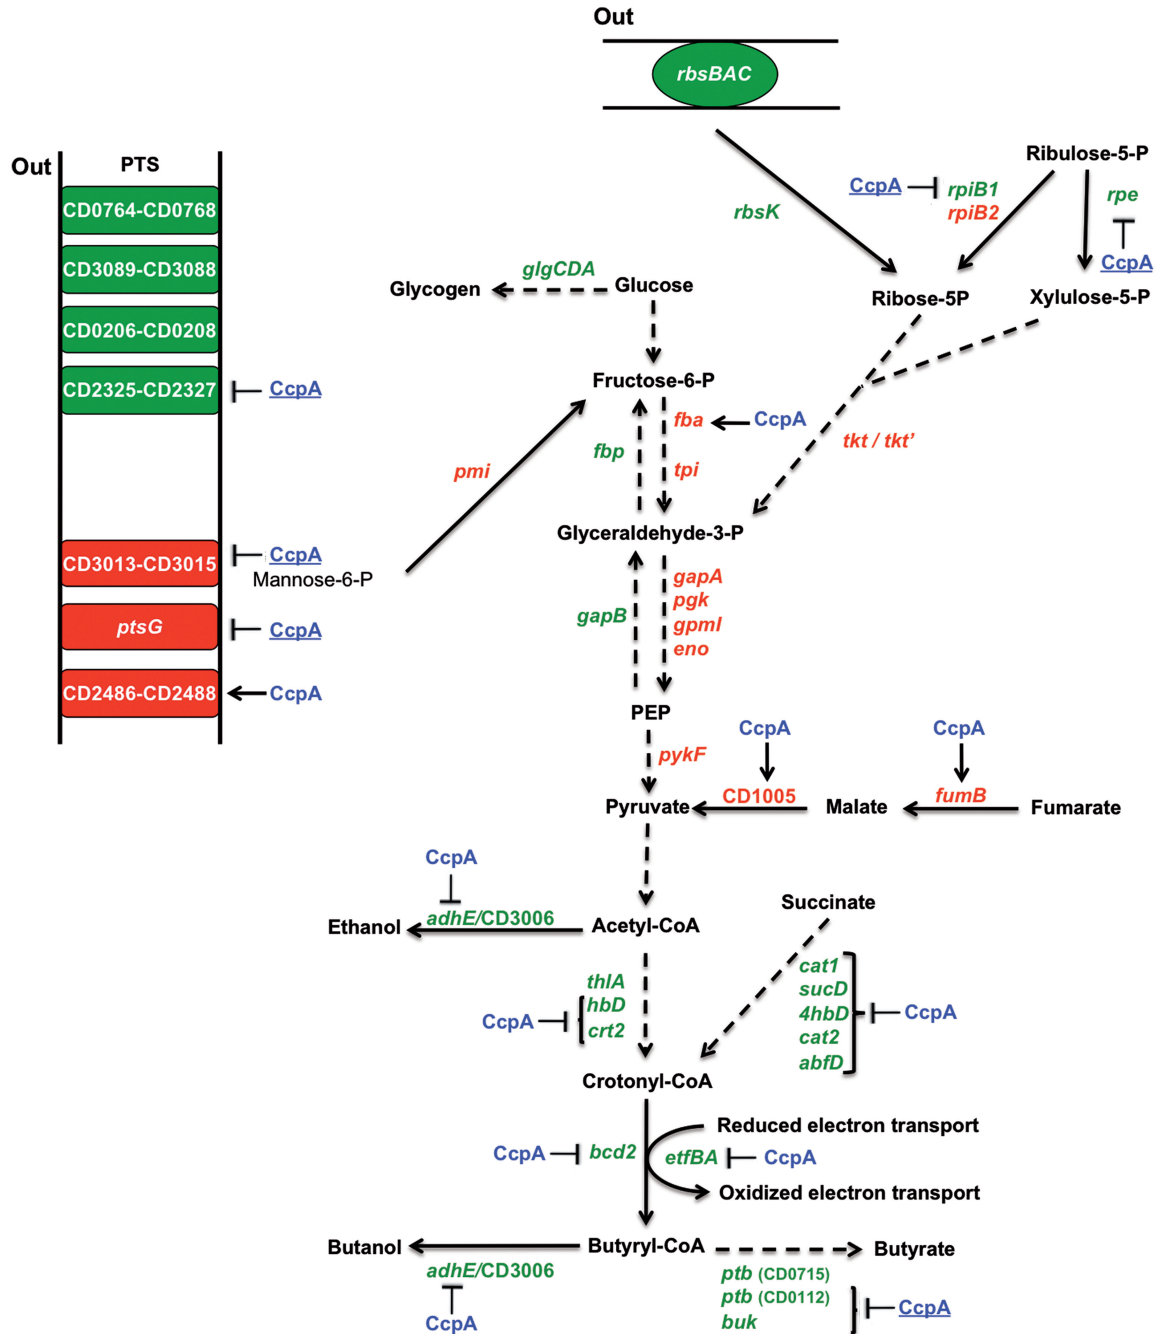 Out
rbsBAC
Out
PTS
CD0764-CD0768
CD3089-CD3088
CD0206-CD0208
CD2325-CD2327
CcpA
CD3013-CD3015
CcpA
Mannose-6-P
ptsG
CcpA
CD2486-CD2488
CcpA
Ribulose-5-P
CcpA
rpiB1
rpiB2
rpe
CcpA
rbsK
Ribose-5P
Xylulose-5-P
Glycogen
glgCDA
Glucose
Fructose-6-P
fba
CcpA
fbp
tpi
pmi
tkt / tkt’
Glyceraldehyde-3-P
gapA
pgk
gpmI
eno
gapB
PEP
pykF
CcpA
CcpA
Pyruvate
CD1005
Malate
fumB
Fumarate
CcpA
Ethanol
adhE/CD3006
Acetyl-CoA
Succinate
thlA
hbD
crt2
CcpA
cat1
sucD
4hbD
cat2
abfD
CcpA
Crotonyl-CoA
Reduced electron transport
CcpA
bcd2
etfBA
CcpA
Oxidized electron transport
Butanol
Butyryl-CoA
Butyrate
adhE/CD3006
CcpA
ptb (CD0715)
ptb (CD0112)
buk
CcpA